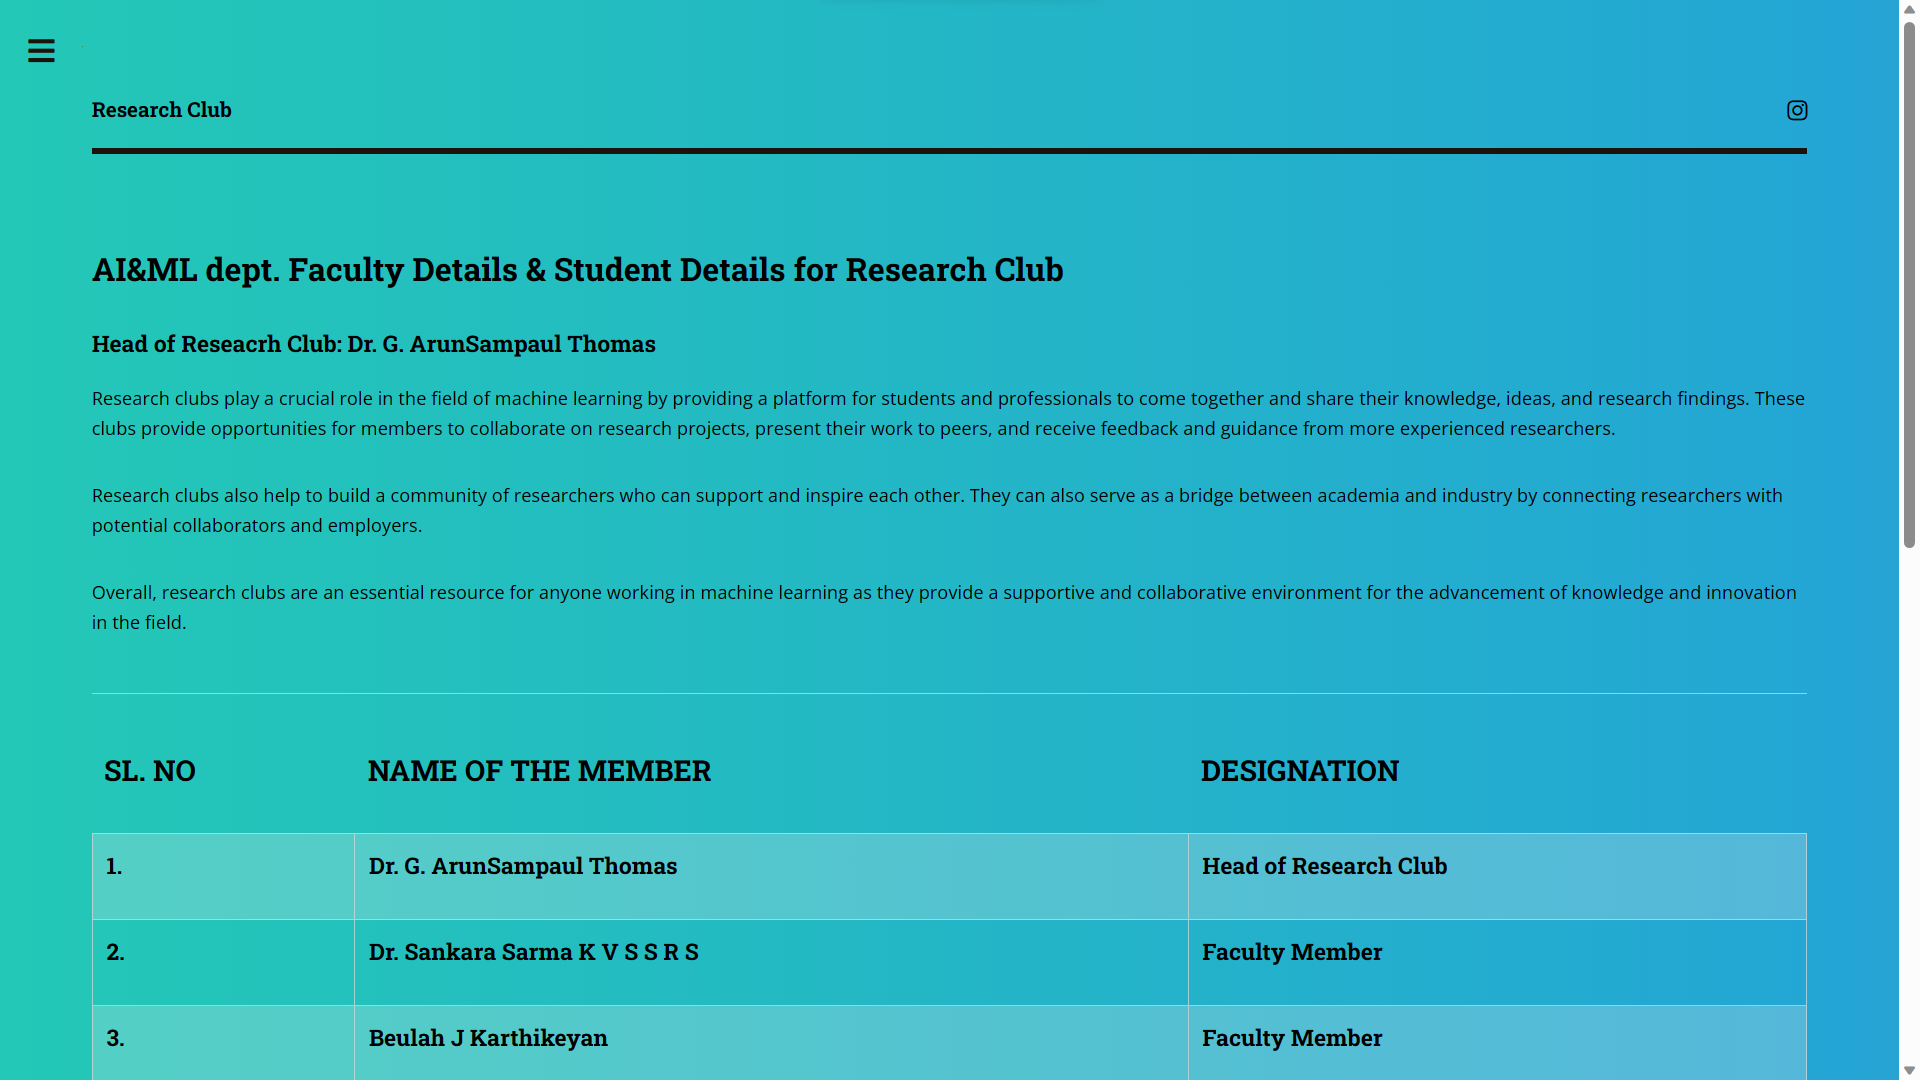 Research Club
AI&ML dept. Faculty Details & Student Details for Research Club
Head of Reseacrh Club: Dr. G. ArunSampaul Thomas
Research clubs play a crucial role in the field of machine learning by providing a platform for students and professionals to come together and share their knowledge, ideas, and research findings. These
clubs provide opportunities for members to collaborate on research projects, present their work to peers, and receive feedback and guidance from more experienced researchers.
Research clubs also help to build a community of researchers who can support and inspire each other. They can also serve as a bridge between academia and industry by connecting researchers with
potential collaborators and employers.
Overall, research clubs are an essential resource for anyone working in machine learning as they provide a supportive and collaborative environment for the advancement of knowledge and innovation
in the field.
SL. NO NAME OF THE MEMBER DESIGNATION
1. Dr. G. ArunSampaul Thomas Head of Research Club
2. Dr. Sankara Sarma K V S S R S Faculty Member
3. Beulah J Karthikeyan Faculty Member